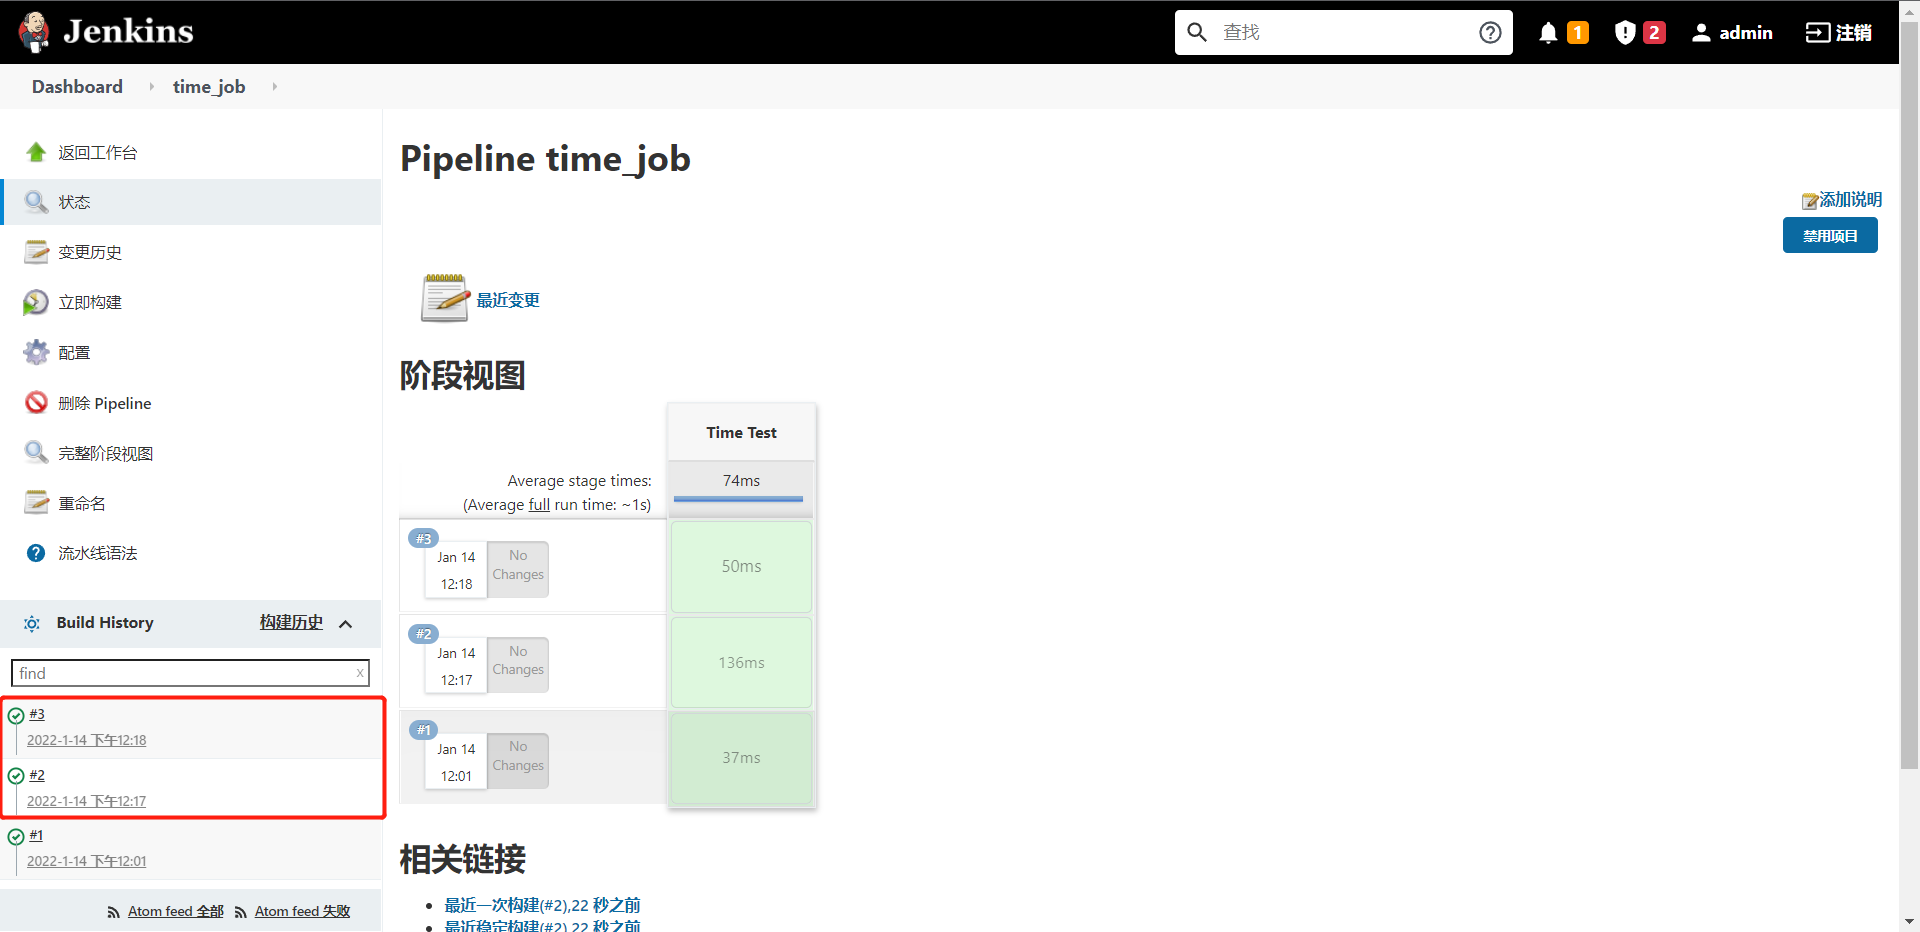 Jenkins
查找
1
2
admin
注销
Dashboard
time_job
返回工作台
状态
变更历史
立即构建
配置
删除 Pipeline
完整阶段视图
重命名
流水线语法
Build History
构建历史
find
x
#3
2022-1-14 下午12:18
#2
2022-1-14 下午12:17
#1
2022-1-14 下午12:01
Atom feed 全部
Atom feed 失败
Pipeline time_job
添加说明
禁用项目
最近变更
阶段视图
Time Test
Average stage times:
74ms
(Average full run time: ~1s)
#3
Jan 14
12:18
No
Changes
50ms
#2
Jan 14
12:17
No
Changes
136ms
#1
Jan 14
12:01
No
Changes
37ms
相关链接
最近一次构建(#2),22 秒之前
最近稳定构建(#2),22 秒之前